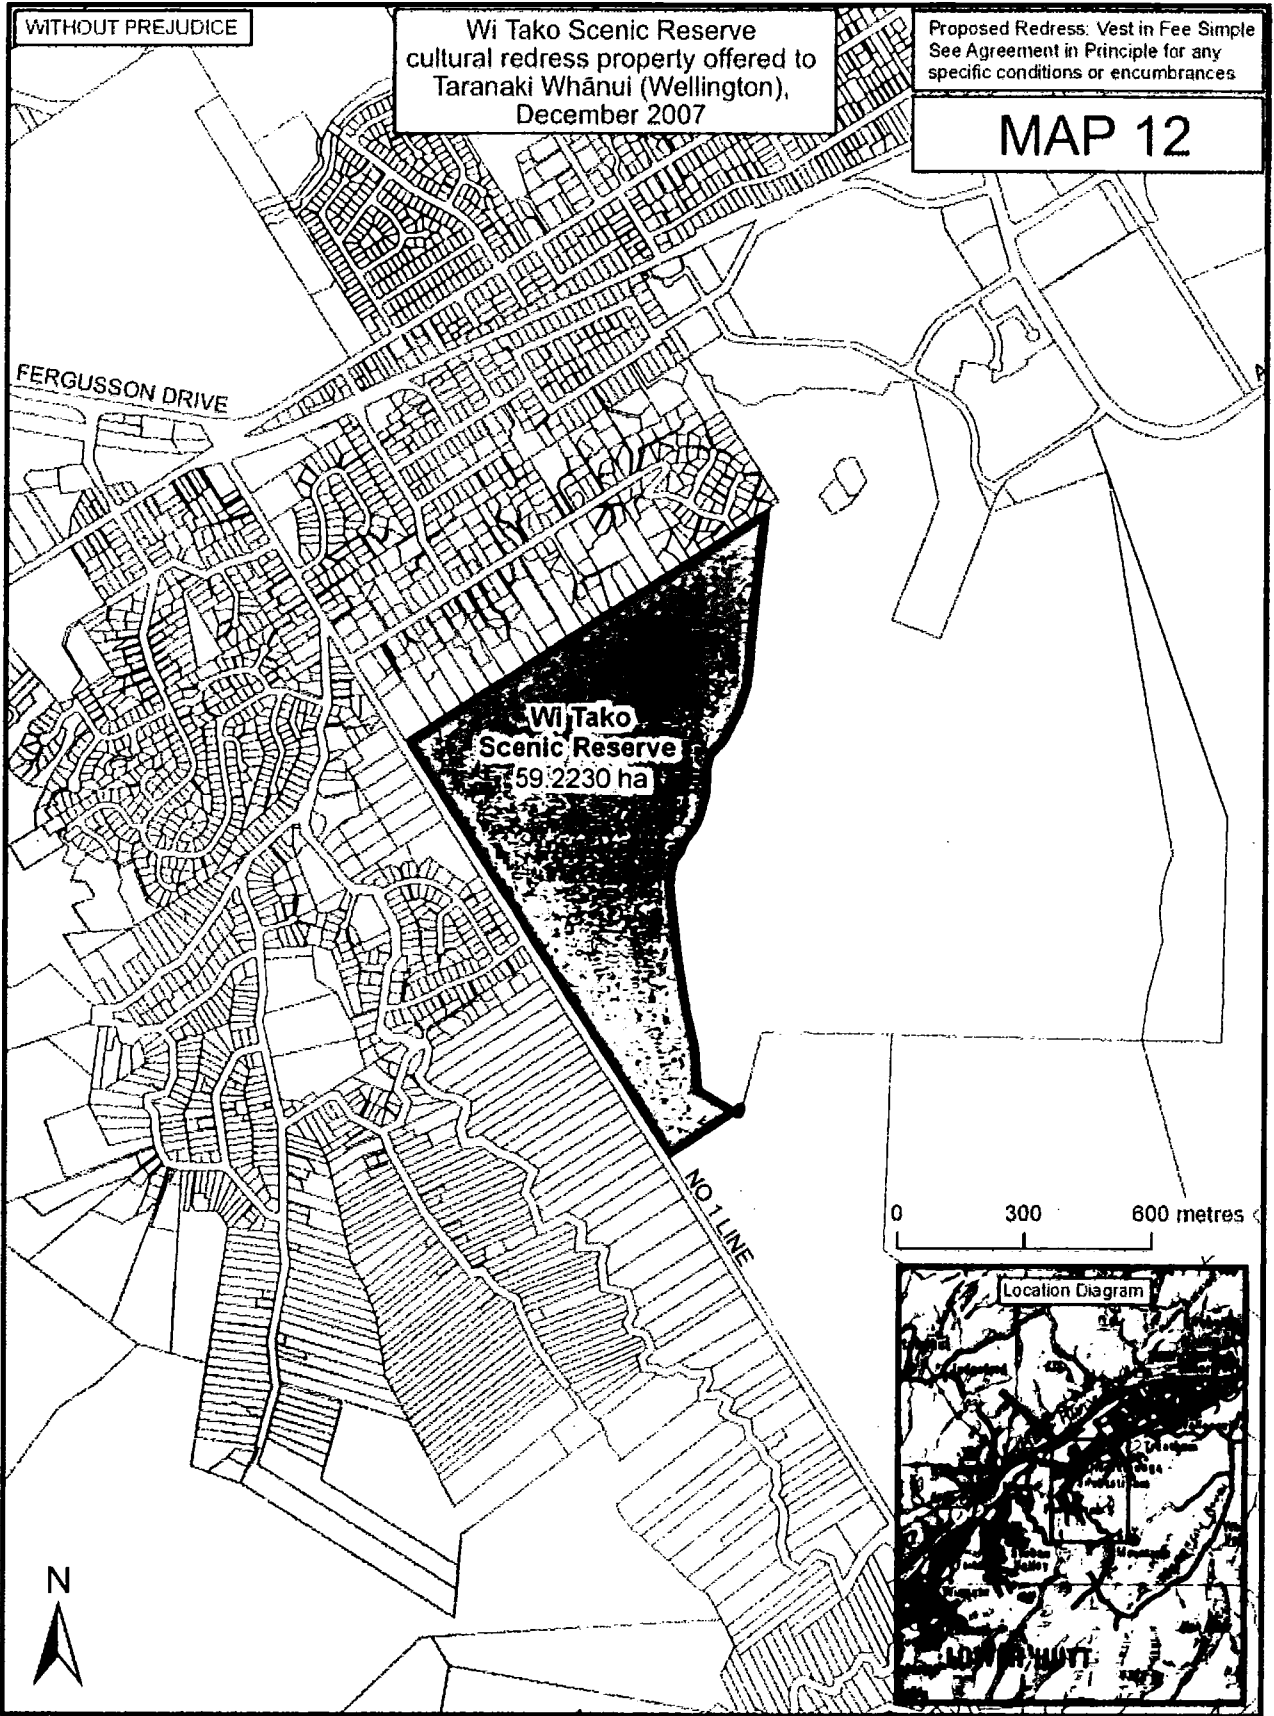 WITHOUT PREJUDICE
Wi Tako Scenic Reserve
cultural redress property offered to
Taranaki Whānui (Wellington),
December 2007
Proposed Redress: Vest in Fee Simple
See Agreement in Principle for any
specific conditions or encumbrances
MAP 12
FERGUSSON DRIVE
Wi Tako
Scenic Reserve
59.2230 ha
NO 1 LINE
0 300 600 metres
Location Diagram
LOWER HUTT
N